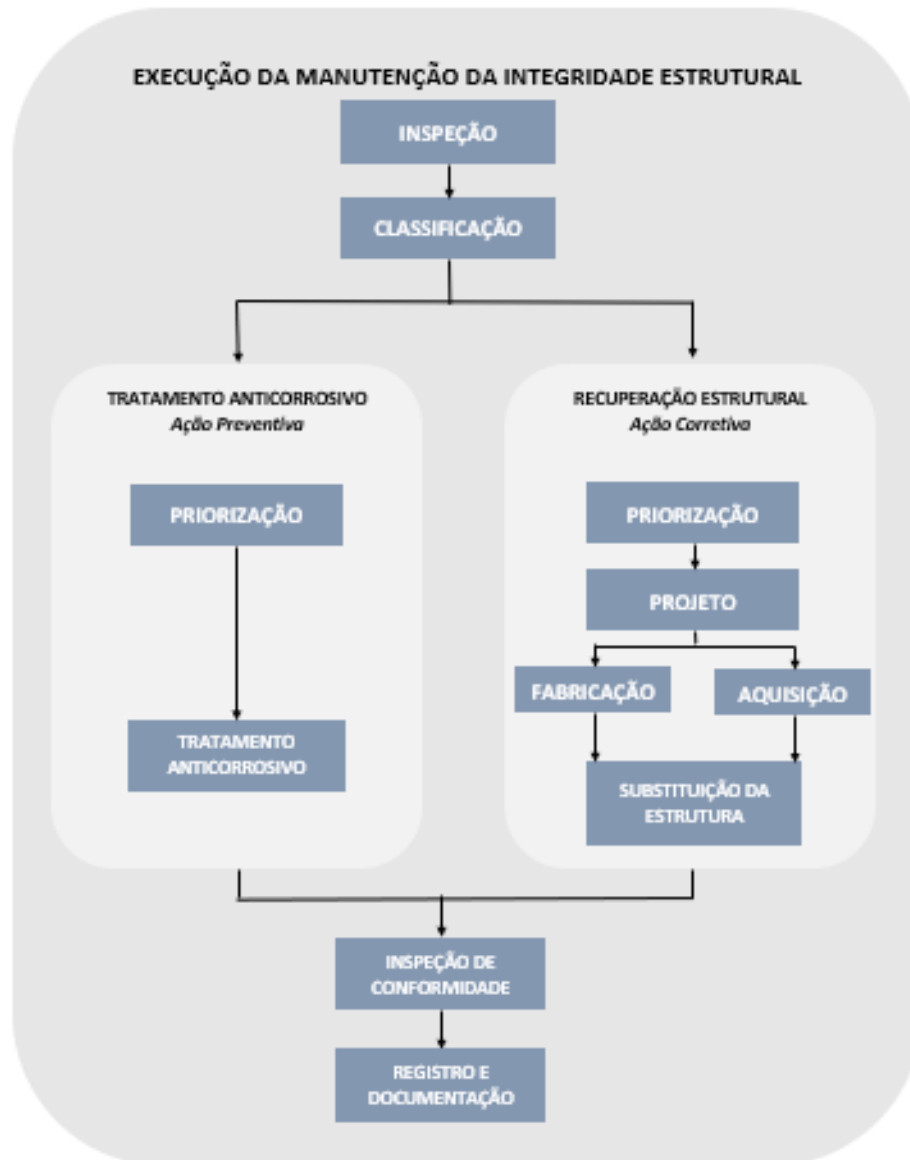 EXECUÇÃO DA MANUTENÇÃO DA INTEGRIDADE ESTRUTURAL
INSPEÇÃO
CLASSIFICAÇÃO
TRATAMENTO ANTICORROSIVO
Ação Preventiva
PRIORIZAÇÃO
TRATAMENTO
ANTICORROSIVO
RECUPERAÇÃO ESTRUTURAL
Ação Corretiva
PRIORIZAÇÃO
PROJETO
FABRICAÇÃO
AQUISIÇÃO
SUBSTITUIÇÃO DA
ESTRUTURA
INSPEÇÃO DE
CONFORMIDADE
REGISTRO E
DOCUMENTAÇÃO